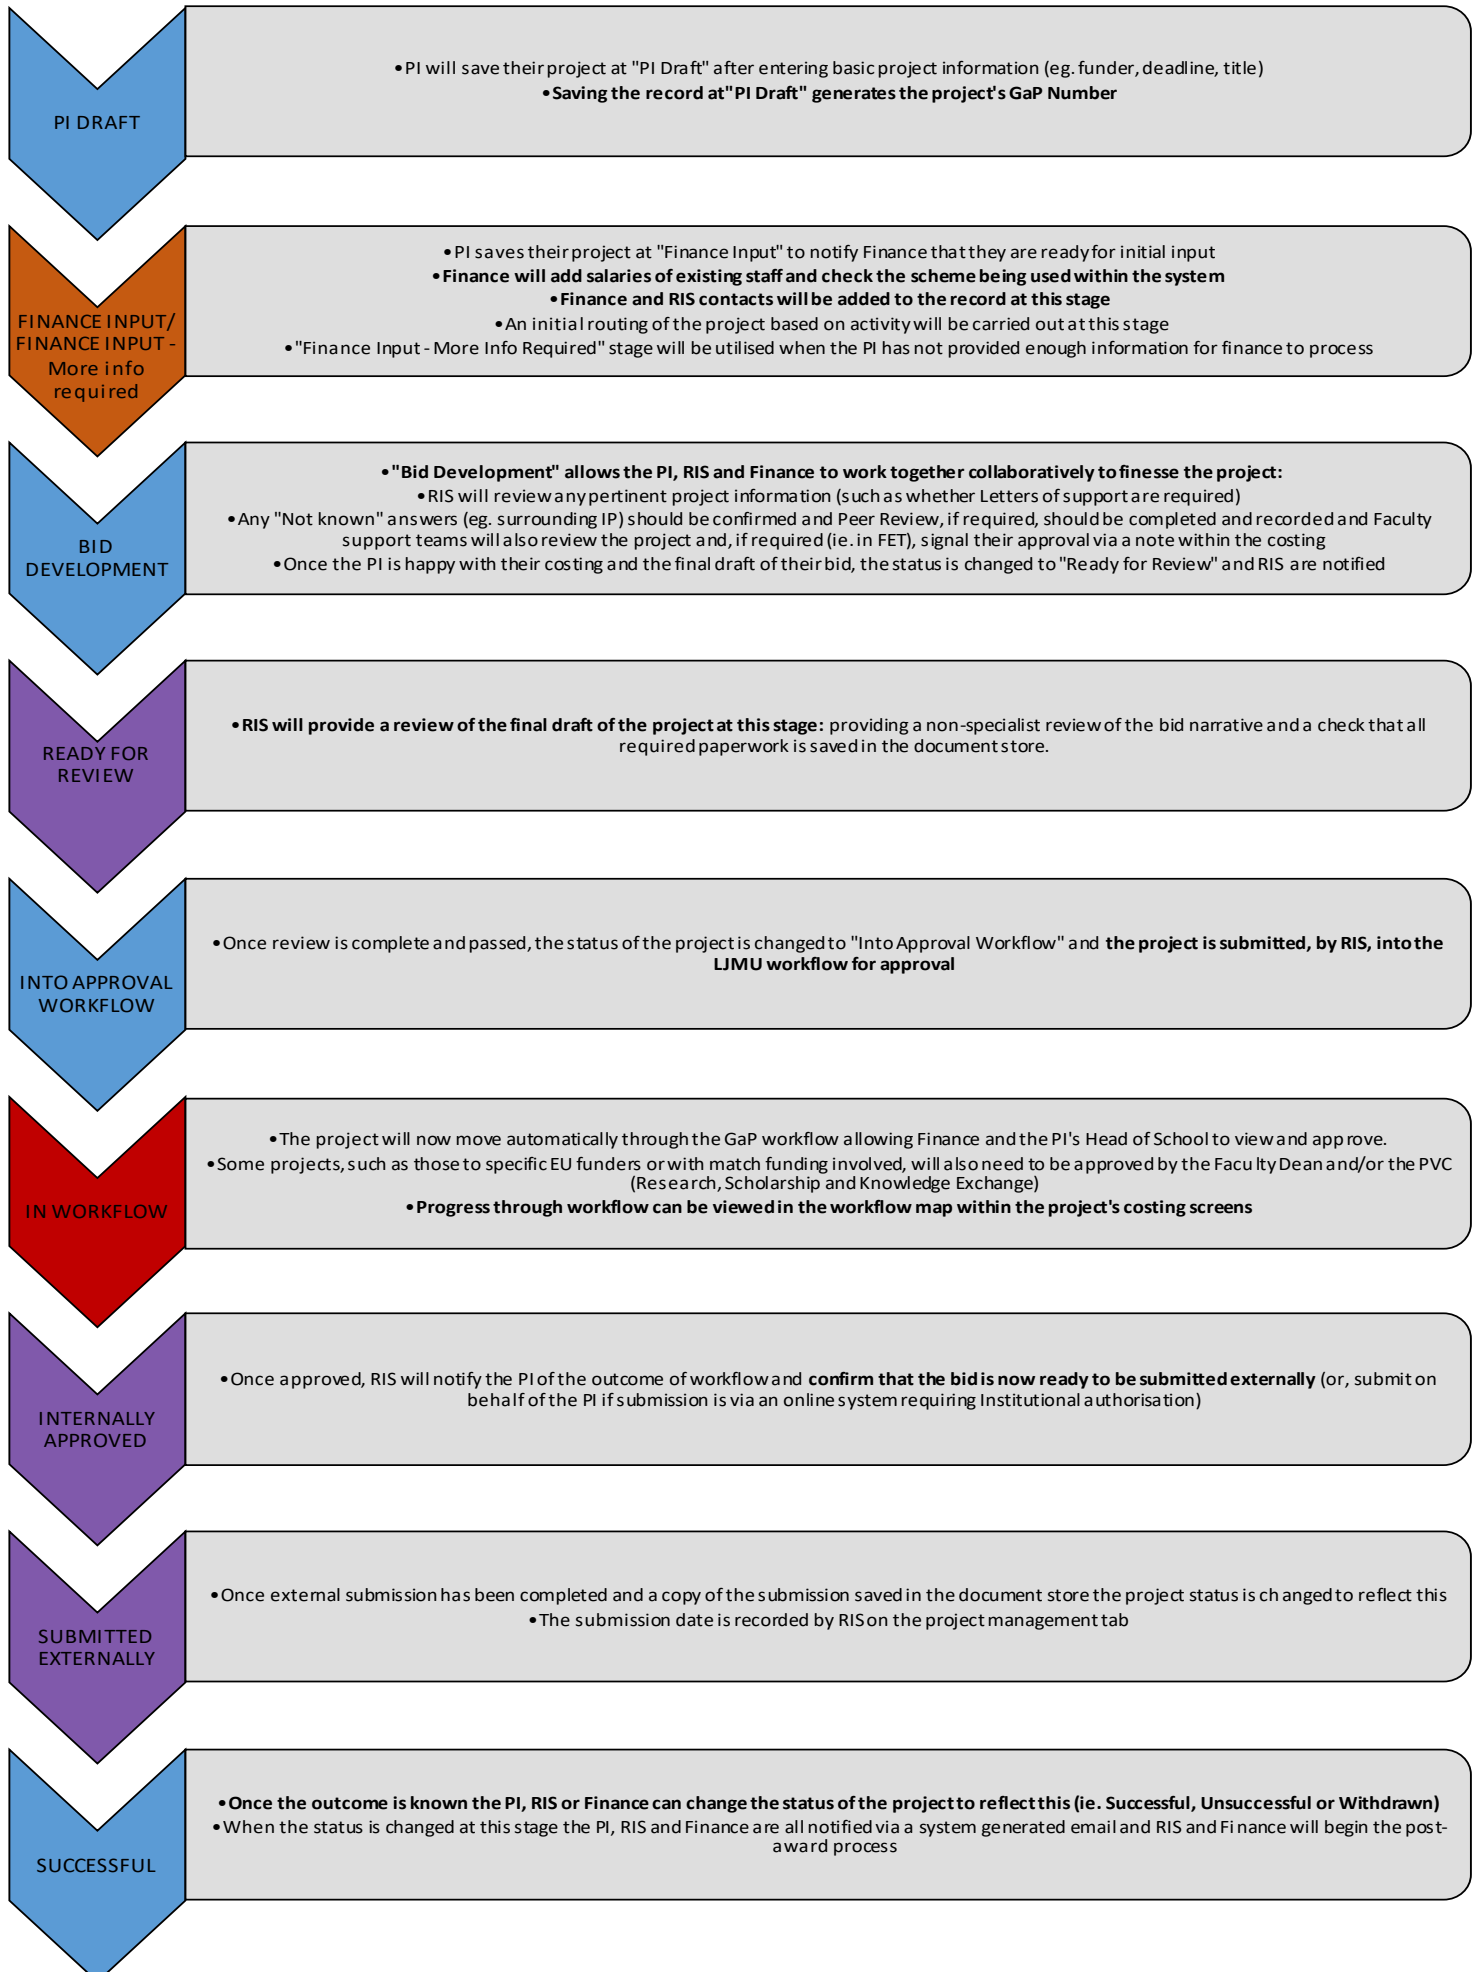 PI DRAFT
•PI will save their project at "PI Draft" after entering basic project information (eg. funder, deadline, title)
•Saving the record at "PI Draft" generates the project's GaP Number
FINANCE INPUT/
FINANCE INPUT -
More info
required
•PI saves their project at "Finance Input" to notify Finance that they are ready for initial input
•Finance will add salaries of existing staff and check the scheme being used within the system
•Finance and RIS contacts will be added to the record at this stage
•An initial routing of the project based on activity will be carried out at this stage
•"Finance Input - More Info Required" stage will be utilised when the PI has not provided enough information for finance to process
BID
DEVELOPMENT
•"Bid Development" allows the PI, RIS and Finance to work together collaboratively to finesse the project:
•RIS will review any pertinent project information (such as whether Letters of support are required)
•Any "Not known" answers (eg. surrounding IP) should be confirmed and Peer Review, if required, should be completed and recorded and Faculty
support teams will also review the project and, if required (ie. in FET), signal their approval via a note within the costing
•Once the PI is happy with their costing and the final draft of their bid, the status is changed to "Ready for Review" and RIS are notified
READY FOR
REVIEW
•RIS will provide a review of the final draft of the project at this stage: providing a non-specialist review of the bid narrative and a check that all
required paperwork is saved in the document store.
INTO APPROVAL
WORKFLOW
•Once review is complete and passed, the status of the project is changed to "Into Approval Workflow" and the project is submitted, by RIS, into the
LJMU workflow for approval
IN WORKFLOW
•The project will now move automatically through the GaP workflow allowing Finance and the PI's Head of School to view and approve.
•Some projects, such as those to specific EU funders or with match funding involved, will also need to be approved by the Faculty Dean and/or the PVC
(Research, Scholarship and Knowledge Exchange)
•Progress through workflow can be viewed in the workflow map within the project's costing screens
INTERNALLY
APPROVED
•Once approved, RIS will notify the PI of the outcome of workflow and confirm that the bid is now ready to be submitted externally (or, submit on
behalf of the PI if submission is via an online system requiring Institutional authorisation)
SUBMITTED
EXTERNALLY
•Once external submission has been completed and a copy of the submission saved in the document store the project status is changed to reflect this
•The submission date is recorded by RIS on the project management tab
SUCCESSFUL
•Once the outcome is known the PI, RIS or Finance can change the status of the project to reflect this (ie. Successful, Unsuccessful or Withdrawn)
•When the status is changed at this stage the PI, RIS and Finance are all notified via a system generated email and RIS and Finance will begin the post-
award process